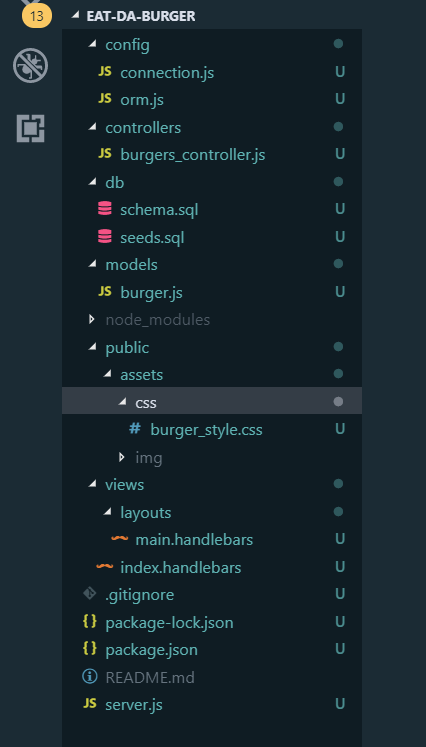 13
EAT-DA-BURGER
config
JS connection.js U
JS orm.js U
controllers
JS burgers_controller.js U
db
schema.sql U
seeds.sql U
models
JS burger.js U
node_modules
public
assets
css
# burger_style.css U
img
views
layouts
main.handlebars U
index.handlebars U
.gitignore U
{} package-lock.json U
{} package.json U
README.md
JS server.js U